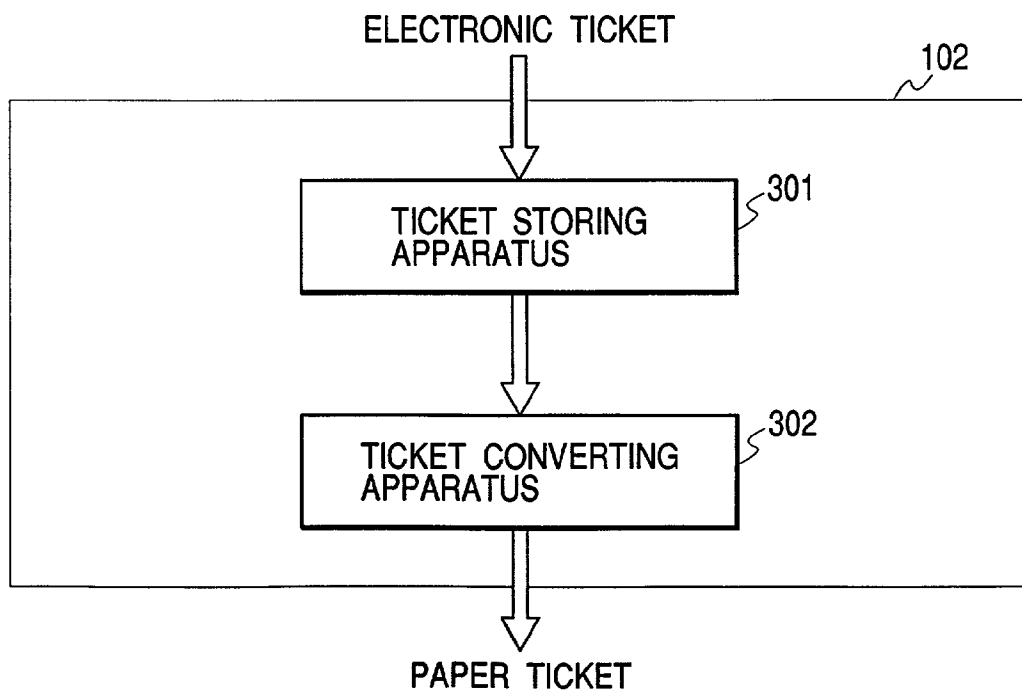 ELECTRONIC TICKET
102
TICKET STORING
APPARATUS
301
TICKET CONVERTING
APPARATUS
302
PAPER TICKET